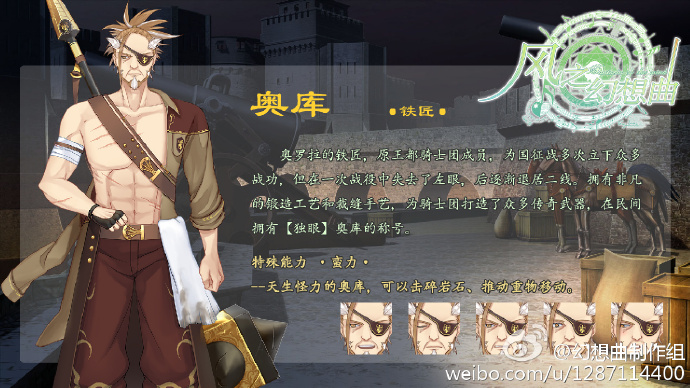 风之幻想曲
奥库 ·铁匠·
奥罗拉的铁匠，原王都骑士团成员，为国征战多次立下众多
战功，但在一次战役中失去了左眼，后逐渐退居二线。拥有非凡
的锻造工艺和裁缝手艺，为骑士团打造了众多传奇武器，在民间
拥有【独眼】奥库的称号。
特殊能力 ·蛮力·
--天生怪力的奥库，可以击碎岩石、推动重物移动。
@幻想曲制作组
weibo.com/u/1287114400